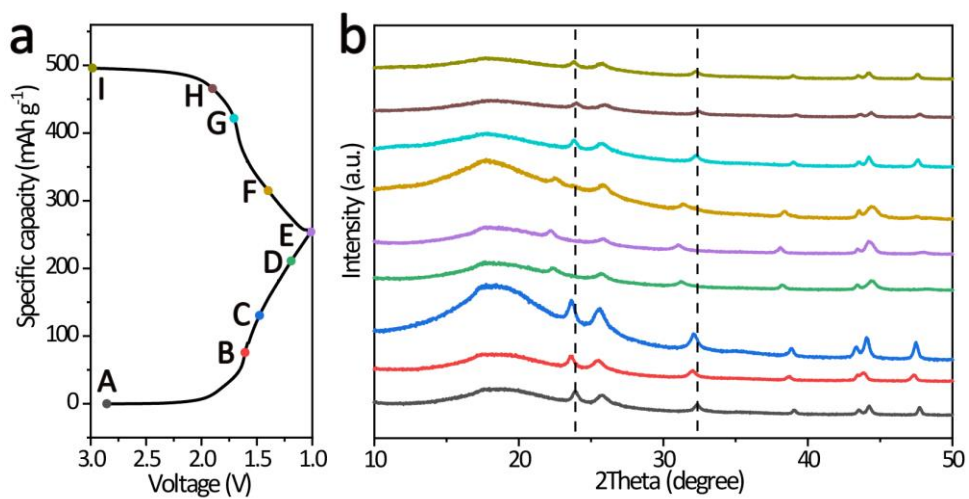 a
Specific capacity (mAh g⁻¹)
500
400
300
200
100
0
I
H
G
F
E
D
C
B
A
3.0 2.5 2.0 1.5 1.0
Voltage (V)
b
Intensity (a.u.)
10 20 30 40 50
2Theta (degree)